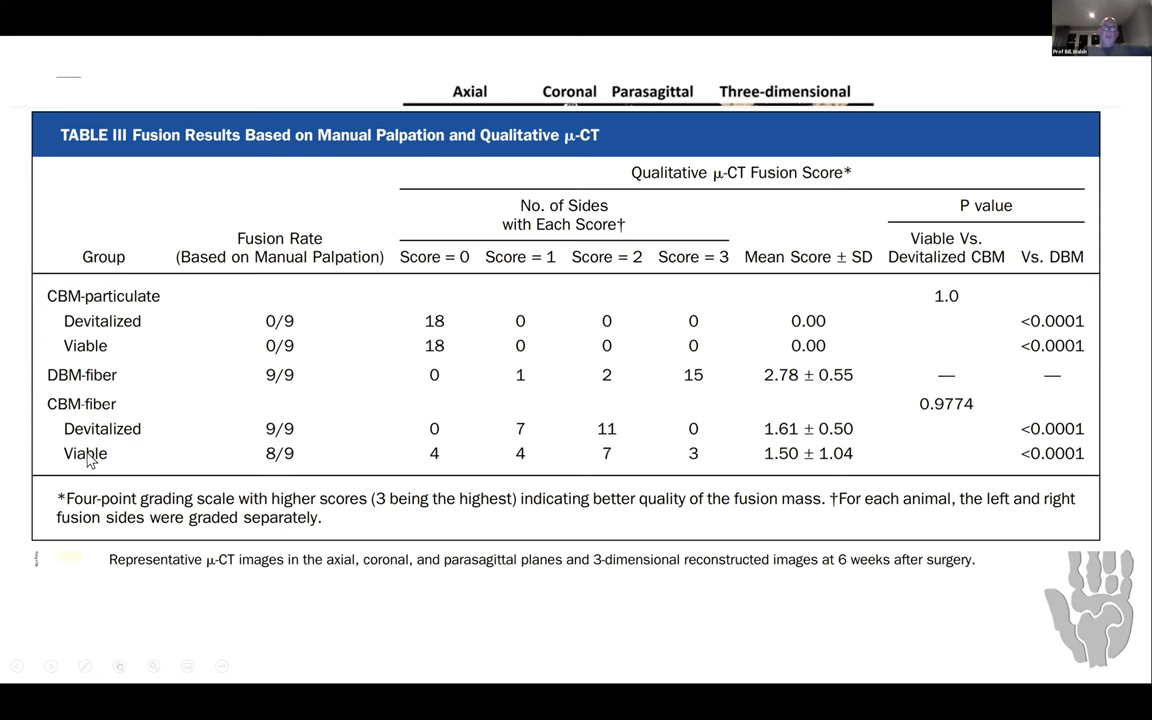 Prof Bill Walsh
Axial Coronal Parasagittal Three-dimensional
TABLE III Fusion Results Based on Manual Palpation and Qualitative μ-CT
Qualitative μ-CT Fusion Score*
No. of Sides with Each Score†
P value
Group
Fusion Rate (Based on Manual Palpation)
Score = 0 Score = 1 Score = 2 Score = 3 Mean Score ± SD
Viable Vs. Devitalized CBM
Vs. DBM
CBM-particulate 1.0
Devitalized 0/9 18 0 0 0 0.00 <0.0001
Viable 0/9 18 0 0 0 0.00 <0.0001
DBM-fiber 9/9 0 1 2 15 2.78 ± 0.55 — —
CBM-fiber 0.9774
Devitalized 9/9 0 7 11 0 1.61 ± 0.50 <0.0001
Viable 8/9 4 4 7 3 1.50 ± 1.04 <0.0001
*Four-point grading scale with higher scores (3 being the highest) indicating better quality of the fusion mass. †For each animal, the left and right
fusion sides were graded separately.
Representative μ-CT images in the axial, coronal, and parasagittal planes and 3-dimensional reconstructed images at 6 weeks after surgery.